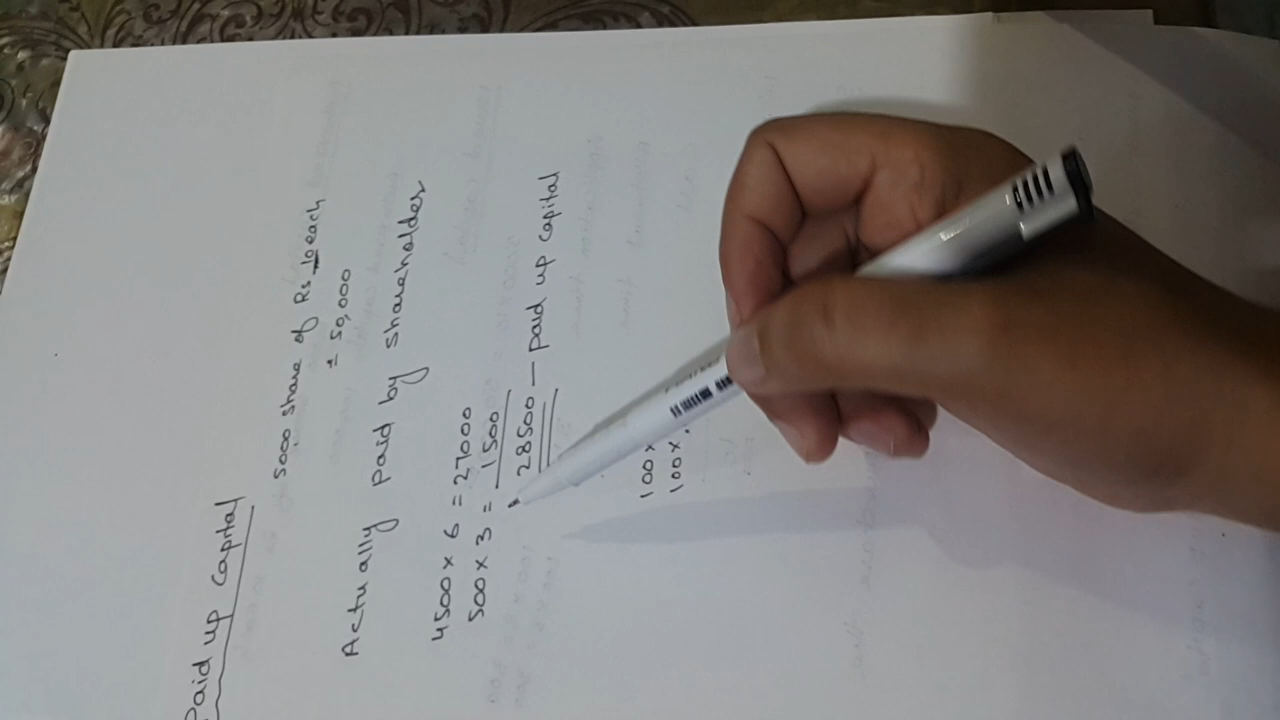 Paid up Capital
5000 share of Rs 10 each
± 50,000
Actually paid by shareholder
4500 x 6 = 27000
500 x 3 = 1500
28500 — paid up capital
100 x
100 x